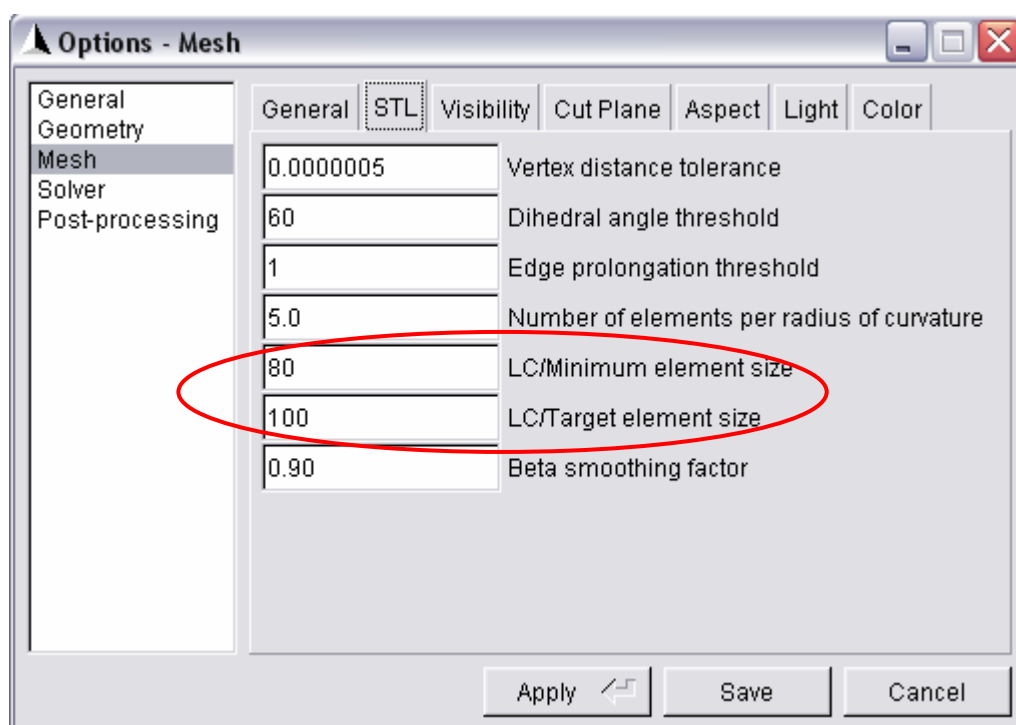 Options - Mesh
General
Geometry
Mesh
Solver
Post-processing
General STL Visibility Cut Plane Aspect Light Color
0.0000005 Vertex distance tolerance
60 Dihedral angle threshold
1 Edge prolongation threshold
5.0 Number of elements per radius of curvature
80 LC/Minimum element size
100 LC/Target element size
0.90 Beta smoothing factor
Apply Save Cancel